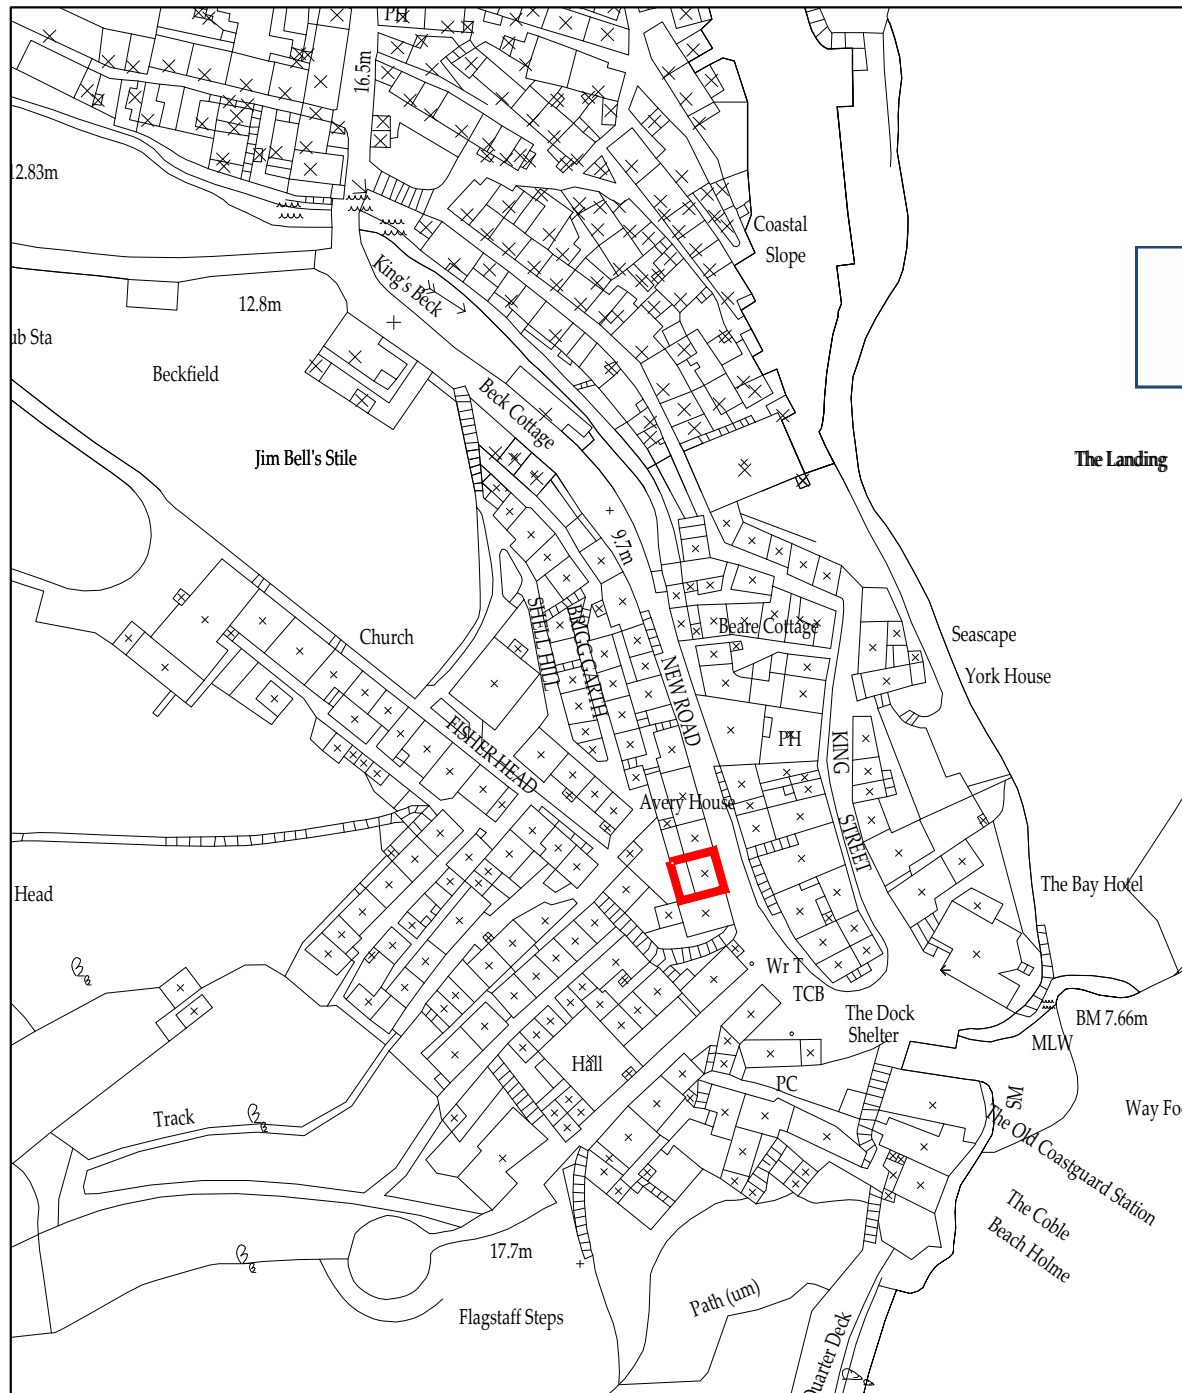 PH
16.5m
12.83m
Coastal
Slope
King's Beck
12.8m
ub Sta
Beckfield
Beck Cottage
Jim Bell's Stile
The Landing
9.7m
SHELL HILL
BRIGG GARTH
Beare Cottage
Church
Seascape
York House
NEW ROAD
FISHER HEAD
PH
KING
STREET
Avery House
Head
The Bay Hotel
Wr T
TCB
The Dock
Shelter
BM 7.66m
MLW
Hall
PC
SM
Way Fo
Track
The Old Coastguard Station
The Coble
Beach Holme
17.7m
Path (um)
Flagstaff Steps
Quarter Deck